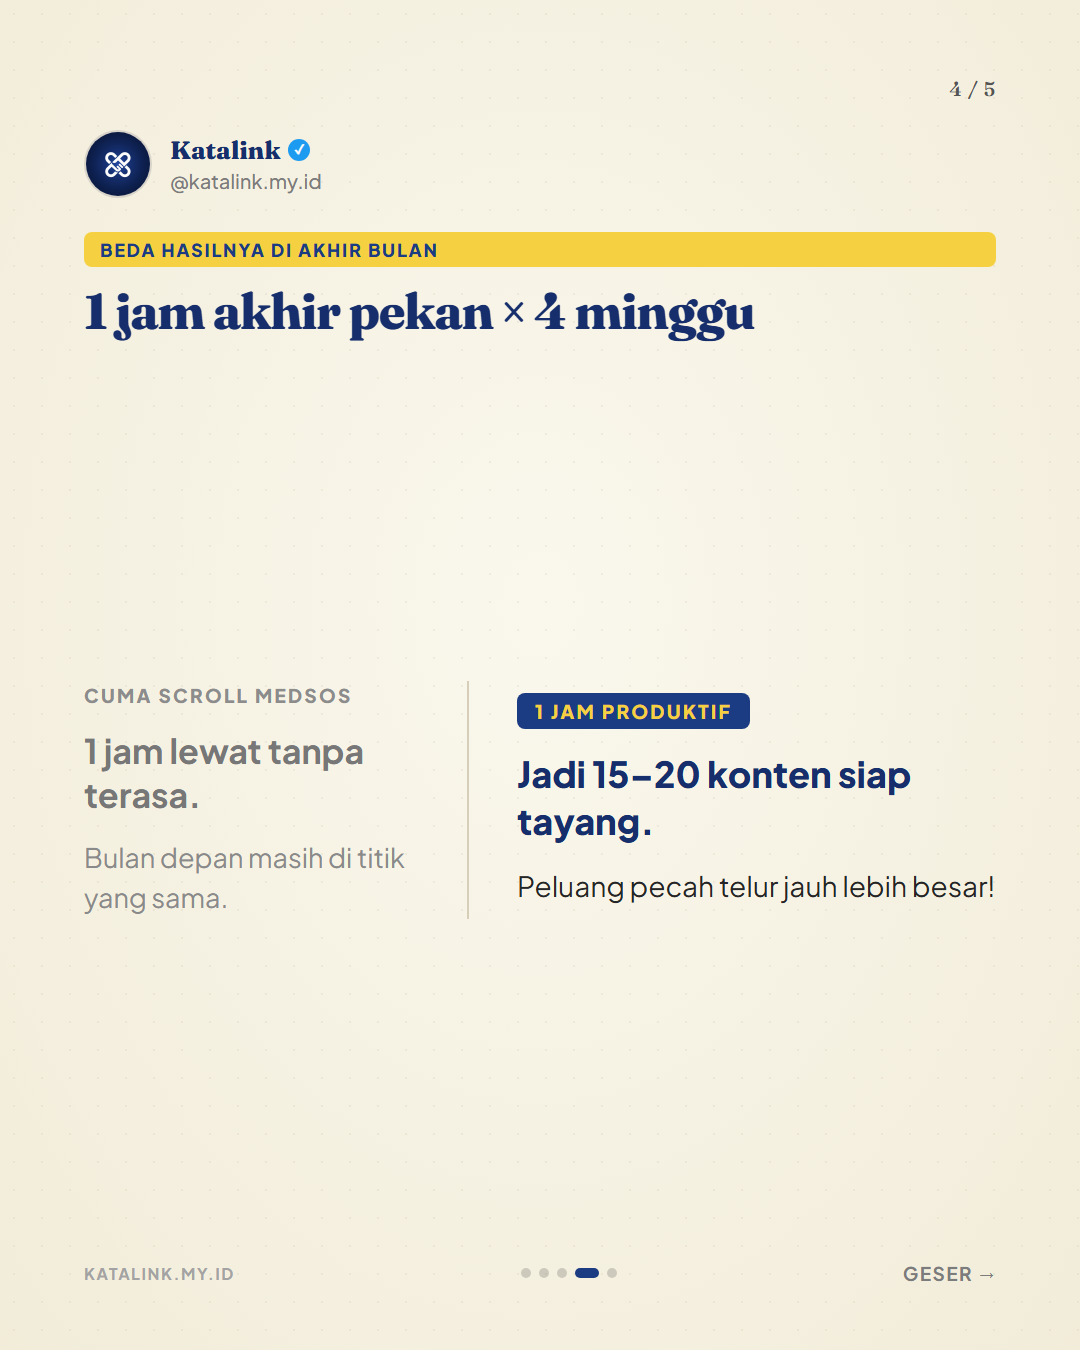 4 / 5
Katalink
@katalink.my.id
BEDA HASILNYA DI AKHIR BULAN
1 jam akhir pekan × 4 minggu
CUMA SCROLL MEDSOS
1 jam lewat tanpa
terasa.
Bulan depan masih di titik
yang sama.
1 JAM PRODUKTIF
Jadi 15–20 konten siap
tayang.
Peluang pecah telur jauh lebih besar!
KATALINK.MY.ID
GESER →